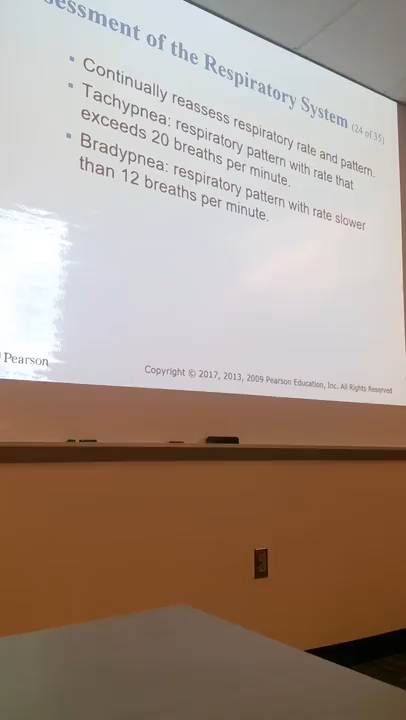 of the Respiratory System (24 of 35)
▪ Continually reassess respiratory rate and pattern.
▪ Tachypnea: respiratory pattern with rate that
exceeds 20 breaths per minute.
▪ Bradypnea: respiratory pattern with rate slower
than 12 breaths per minute.
Pearson
Copyright © 2017, 2013, 2009 Pearson Education, Inc. All Rights Reserved